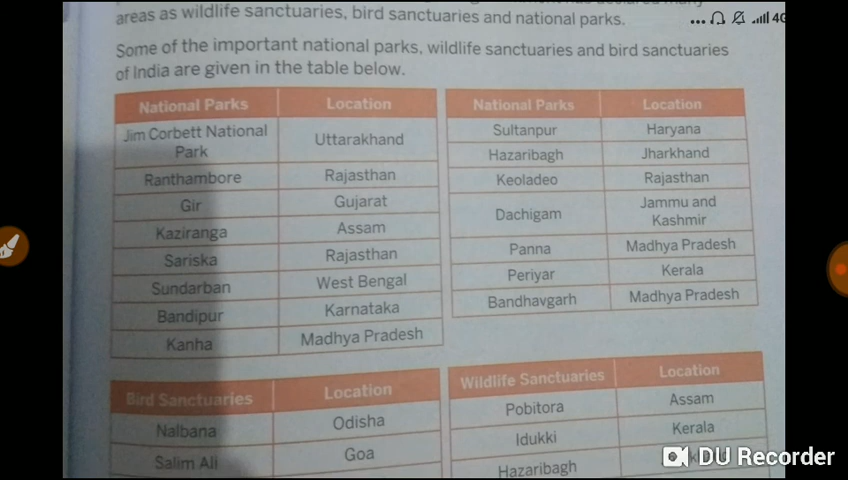 areas as wildlife sanctuaries, bird sanctuaries and national parks.
... 4G
Some of the important national parks, wildlife sanctuaries and bird sanctuaries
of India are given in the table below.
National Parks Location
Jim Corbett National
Park
Uttarakhand
Ranthambore Rajasthan
Gir Gujarat
Kaziranga Assam
Sariska Rajasthan
Sundarban West Bengal
Bandipur Karnataka
Kanha Madhya Pradesh
National Parks Location
Sultanpur Haryana
Hazaribagh Jharkhand
Keoladeo Rajasthan
Dachigam
Jammu and
Kashmir
Panna Madhya Pradesh
Periyar Kerala
Bandhavgarh Madhya Pradesh
Bird Sanctuaries Location
Nalbana Odisha
Salim Ali Goa
Wildlife Sanctuaries Location
Pobitora Assam
Idukki Kerala
Hazaribagh
DU Recorder